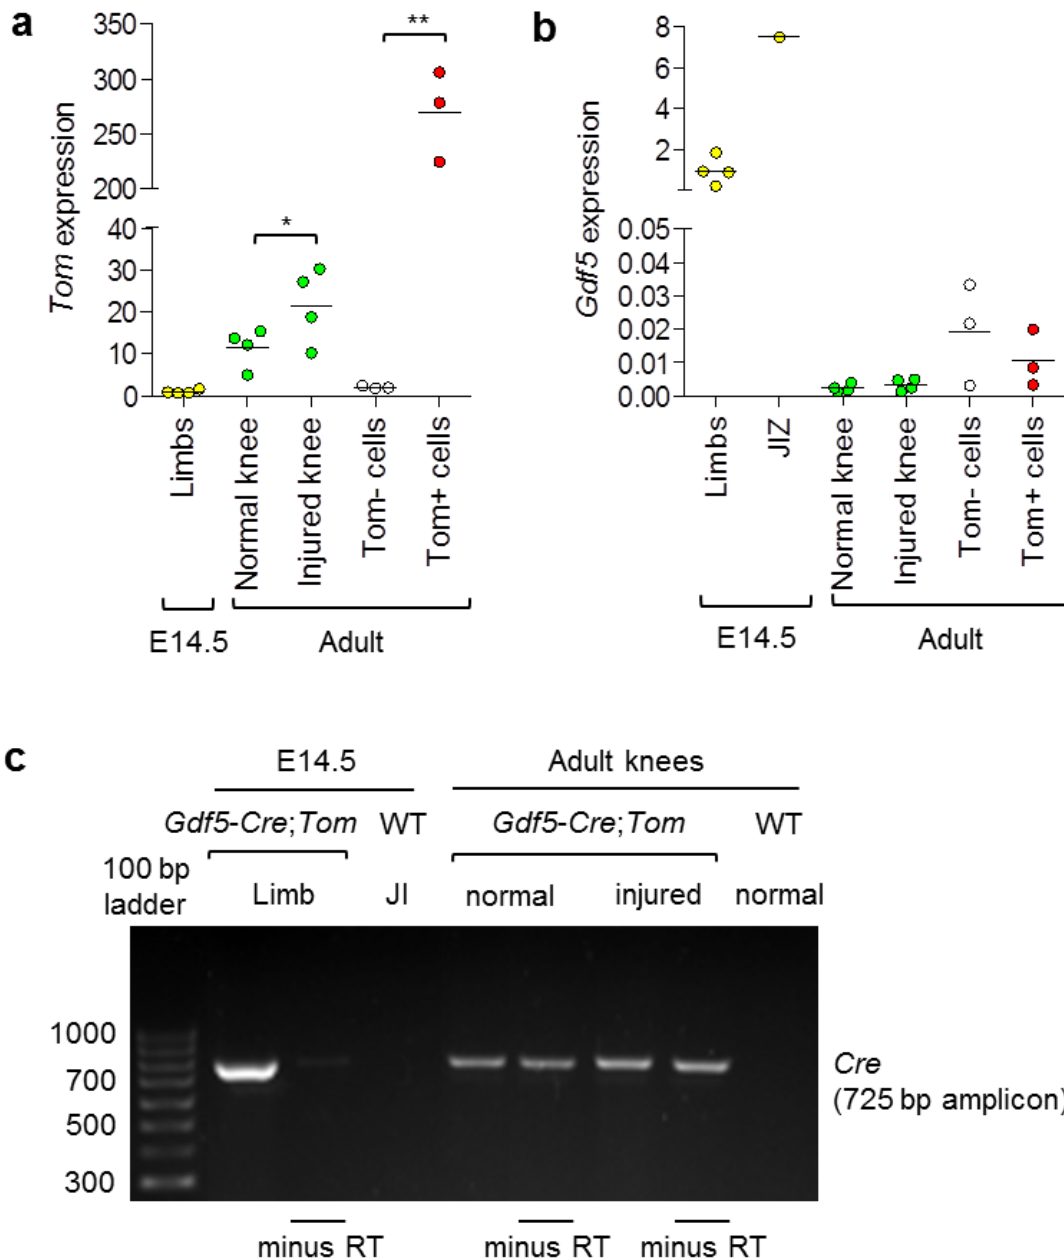 a
Tom expression
350
300
250
200
40
30
20
10
0
**
*
Limbs
Normal knee
Injured knee
Tom- cells
Tom+ cells
E14.5
Adult
b
Gdf5 expression
8
6
4
2
0.05
0.04
0.03
0.02
0.01
0.00
Limbs
JIZ
Normal knee
Injured knee
Tom- cells
Tom+ cells
E14.5
Adult
c
E14.5
Adult knees
Gdf5-Cre;Tom
WT
Gdf5-Cre;Tom
WT
100 bp
ladder
Limb
JI
normal
injured
normal
1000
700
500
300
Cre
(725 bp amplicon)
minus RT
minus RT
minus RT